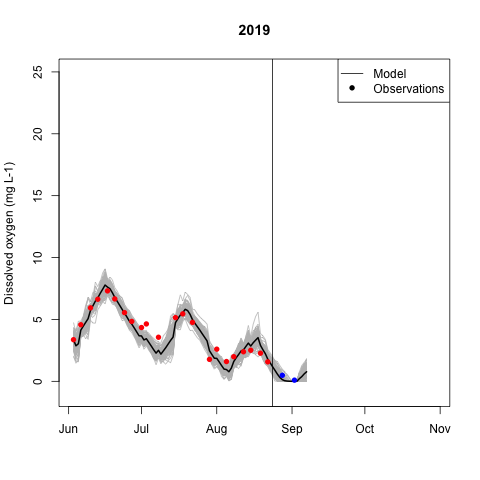 2019
Model
Observations
Dissolved oxygen (mg L-1)
25
20
15
10
5
0
Jun Jul Aug Sep Oct Nov